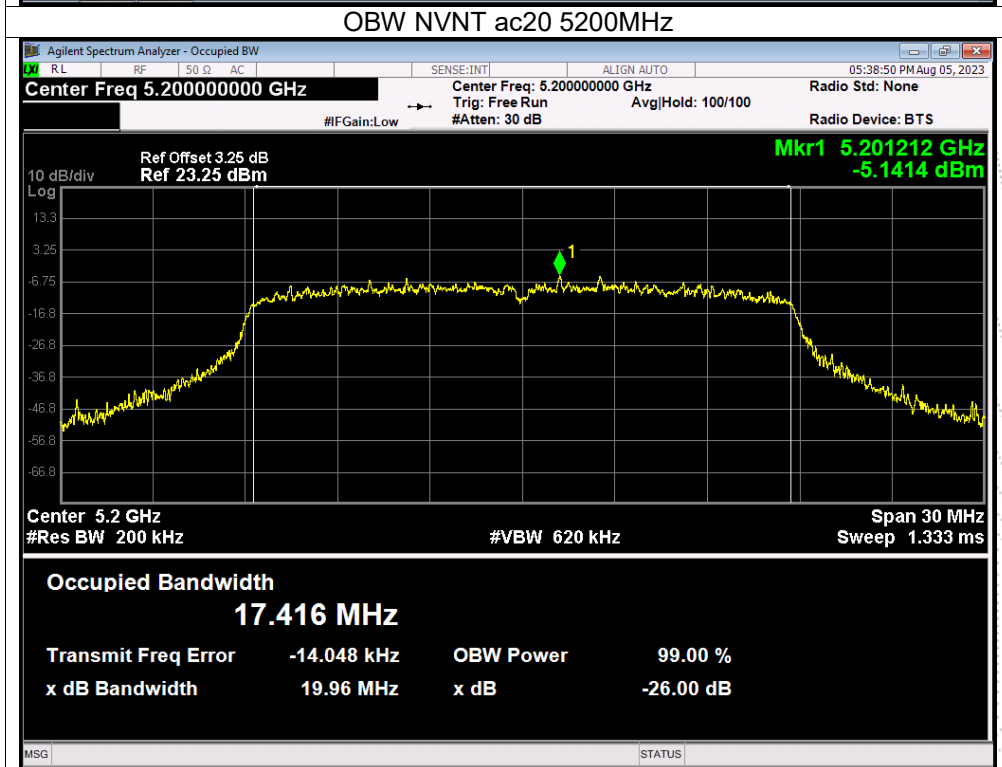 OBW NVNT ac20 5200MHz
Agilent Spectrum Analyzer - Occupied BW
LXI RL RF 50 Ω AC SENSE:INT ALIGN AUTO 05:38:50 PM Aug 05, 2023
Center Freq 5.200000000 GHz Center Freq: 5.200000000 GHz Radio Std: None
Trig: Free Run Avg|Hold: 100/100
#IFGain:Low #Atten: 30 dB Radio Device: BTS
Ref Offset 3.25 dB Mkr1 5.201212 GHz
10 dB/div Ref 23.25 dBm -5.1414 dBm
Log
13.3
3.25
1
-6.75
-16.8
-26.8
-36.8
-46.8
-56.8
-66.8
Center 5.2 GHz Span 30 MHz
#Res BW 200 kHz #VBW 620 kHz Sweep 1.333 ms
Occupied Bandwidth
17.416 MHz
Transmit Freq Error -14.048 kHz OBW Power 99.00 %
x dB Bandwidth 19.96 MHz x dB -26.00 dB
MSG STATUS